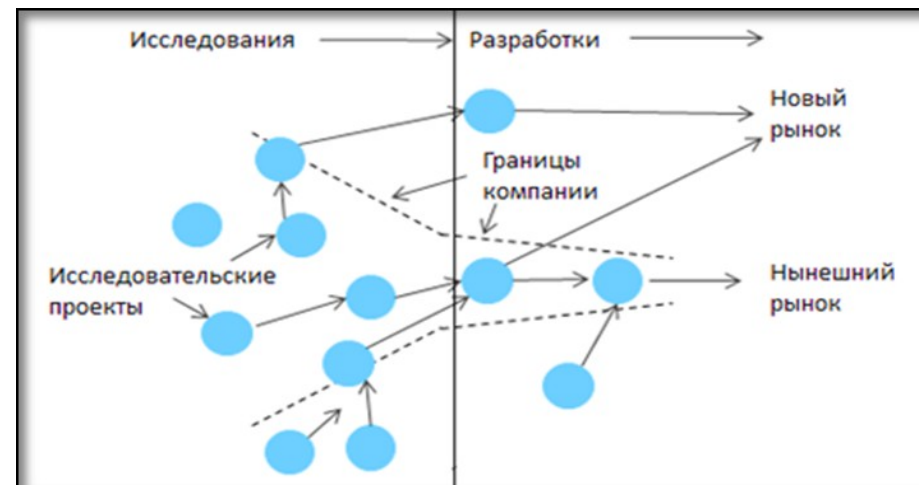 Исследования
Разработки
Новый
рынок
Границы
компании
Исследовательские
проекты
Нынешний
рынок